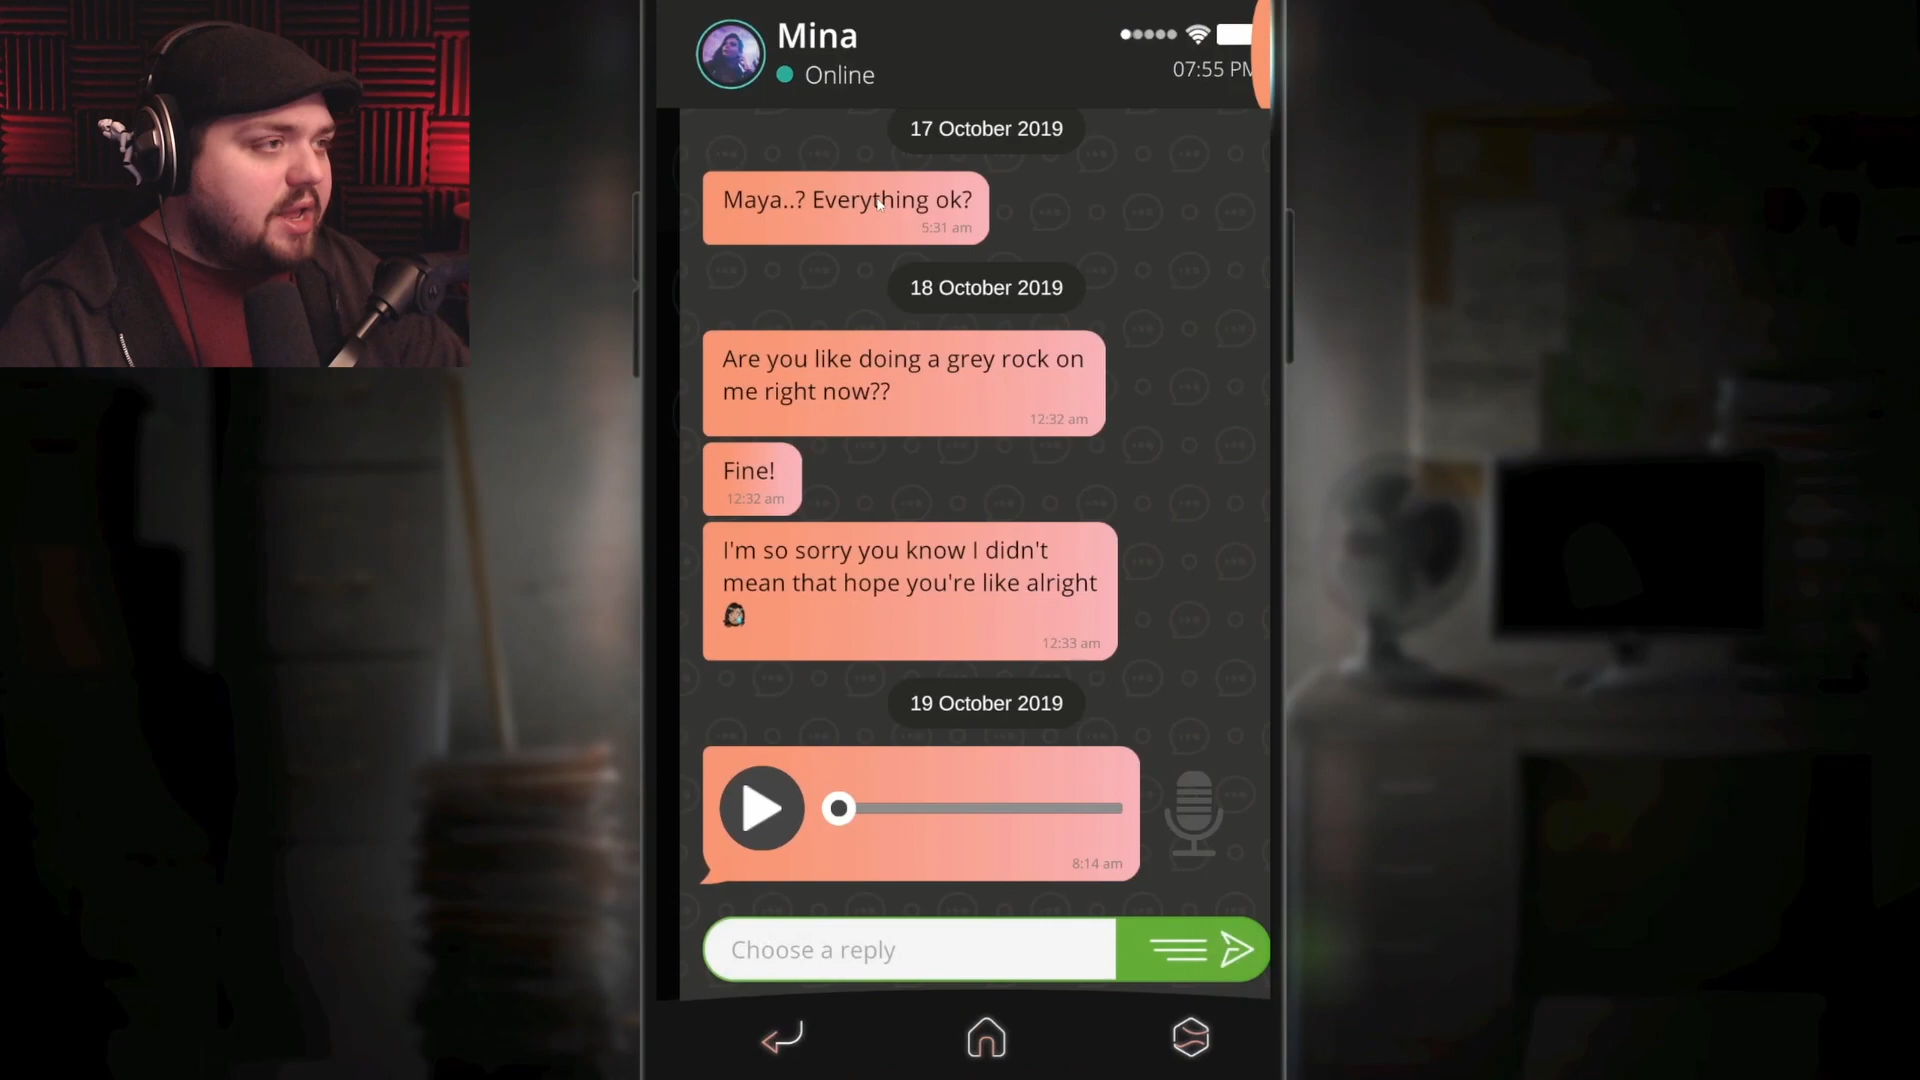 Mina
Online
07:55 PM
17 October 2019
Maya..? Everything ok?
5:31 am
18 October 2019
Are you like doing a grey rock on
me right now??
12:32 am
Fine!
12:32 am
I'm so sorry you know I didn't
mean that hope you're like alright
12:33 am
19 October 2019
8:14 am
Choose a reply